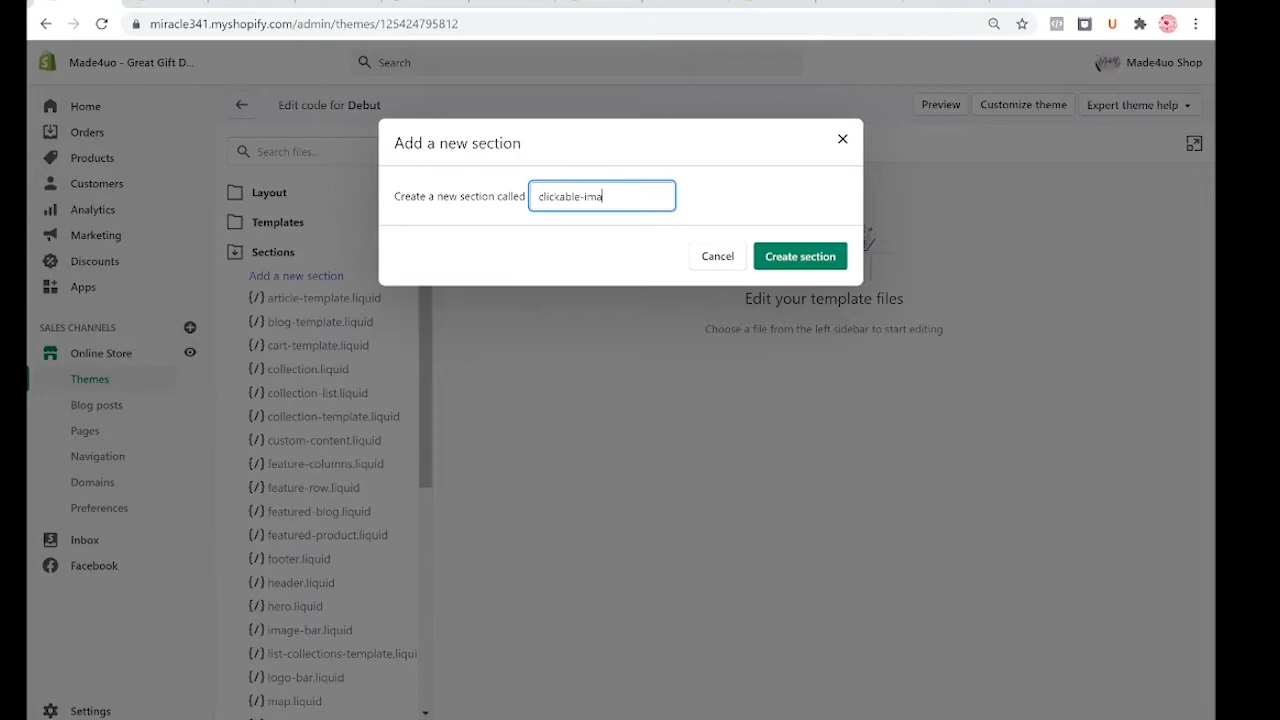 miracle341.myshopify.com/admin/themes/125424795812
Made4uo - Great Gift D...
Search
Made4uo Shop
Home
Orders
Products
Customers
Analytics
Marketing
Discounts
Apps
SALES CHANNELS
Online Store
Themes
Blog posts
Pages
Navigation
Domains
Preferences
Inbox
Facebook
Settings
Edit code for Debut
Preview
Customize theme
Expert theme help
Search files...
Layout
Templates
Sections
Add a new section
{/} article-template.liquid
{/} blog-template.liquid
{/} cart-template.liquid
{/} collection.liquid
{/} collection-list.liquid
{/} collection-template.liquid
{/} custom-content.liquid
{/} feature-columns.liquid
{/} feature-row.liquid
{/} featured-blog.liquid
{/} featured-product.liquid
{/} footer.liquid
{/} header.liquid
{/} hero.liquid
{/} image-bar.liquid
{/} list-collections-template.liqui
{/} logo-bar.liquid
{/} map.liquid
Add a new section
Create a new section called clickable-ima
Cancel
Create section
Edit your template files
Choose a file from the left sidebar to start editing